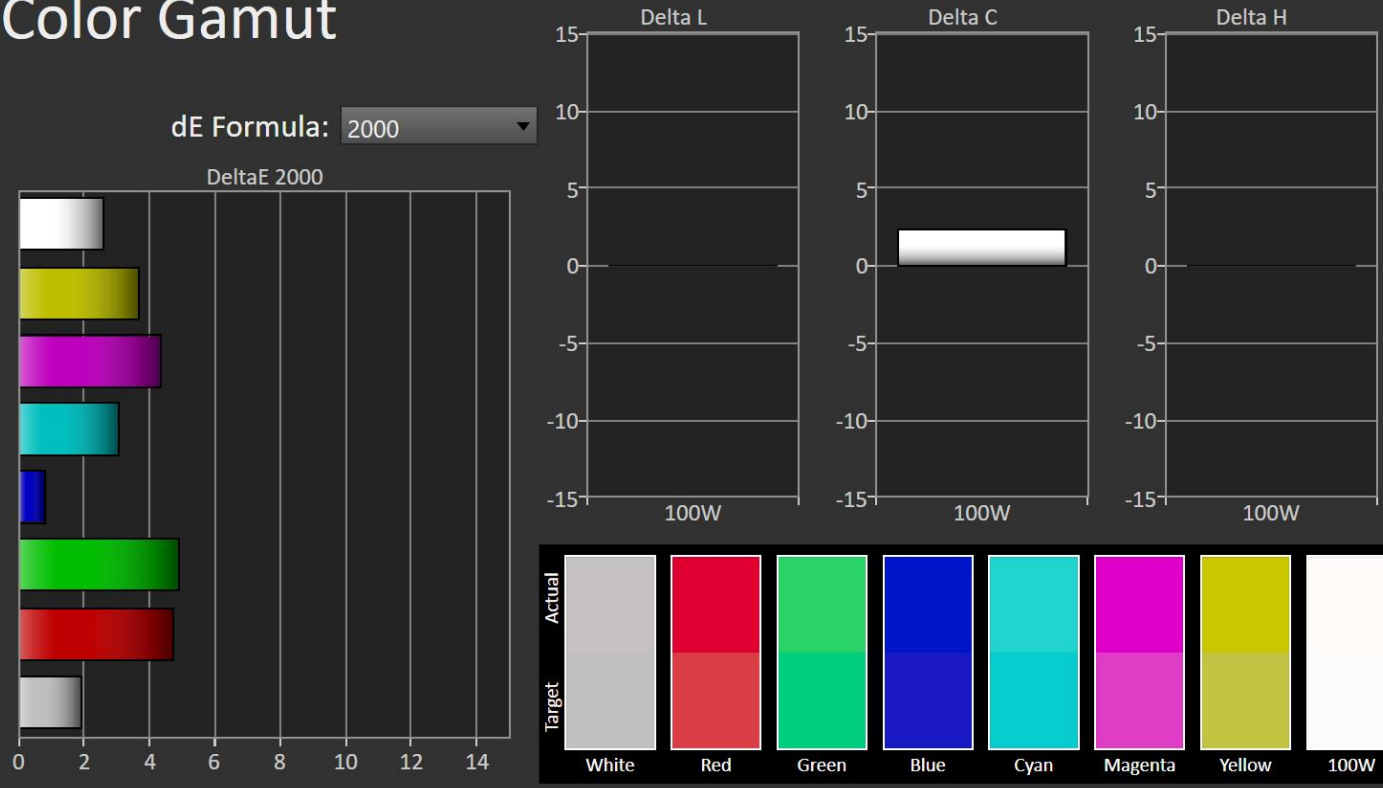 Color Gamut
dE Formula: 2000
DeltaE 2000
0 2 4 6 8 10 12 14
Delta L
15
10
5
0
-5
-10
-15
100W
Delta C
15
10
5
0
-5
-10
-15
100W
Delta H
15
10
5
0
-5
-10
-15
100W
Actual
Target
White Red Green Blue Cyan Magenta Yellow 100W